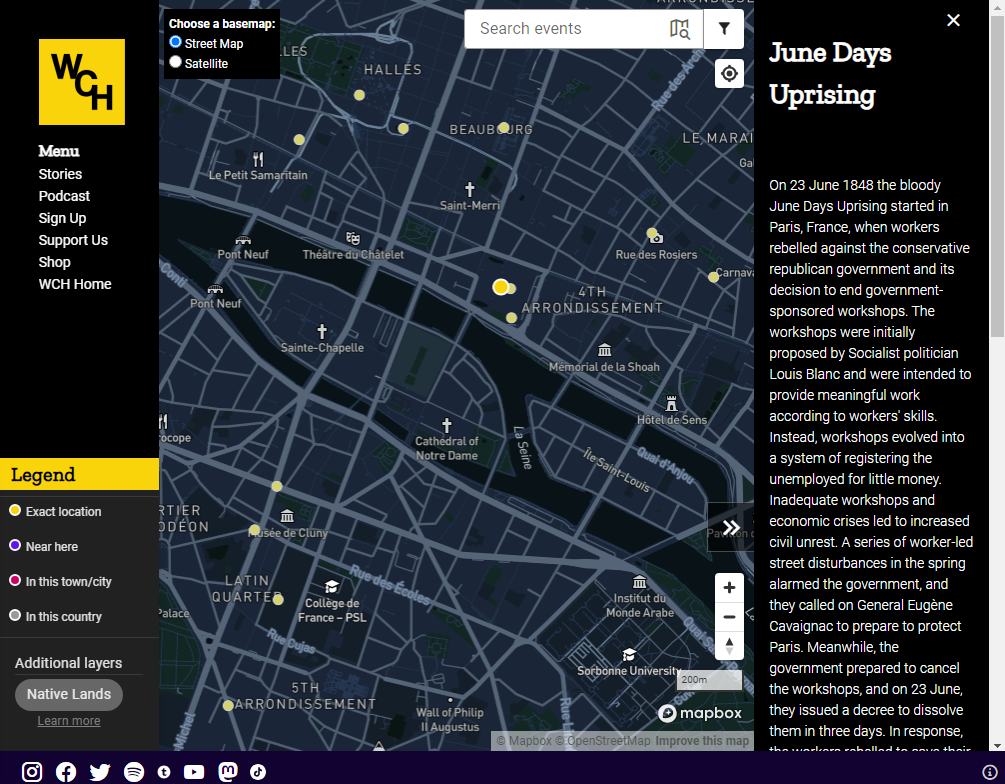 WCH
Menu
Stories
Podcast
Sign Up
Support Us
Shop
WCH Home
Legend
Exact location
Near here
In this town/city
In this country
Additional layers
Native Lands
Learn more
Choose a basemap:
Street Map
Satellite
Search events
HALLES
BEAUBOURG
LE MARAI
Le Petit Samaritain
Saint-Merri
Pont Neuf
Théâtre du Châtelet
Rue des Rosiers
Carnava
Pont Neuf
4TH
ARRONDISSEMENT
Sainte-Chapelle
Mémorial de la Shoah
Hôtel de Sens
ocope
Cathedral of
Notre Dame
La Seine
Île Saint-Louis
Quai d'Anjou
RTIER
ODÉON
Musée de Cluny
LATIN
QUARTER
Rue des Écoles
Collège de
France – PSL
Institut du
Monde Arabe
Palace
Rue Cujas
Sorbonne University
200m
5TH
ARRONDISSEMENT
Wall of Philip
II Augustus
mapbox
© Mapbox © OpenStreetMap Improve this map
June Days
Uprising
On 23 June 1848 the bloody
June Days Uprising started in
Paris, France, when workers
rebelled against the conservative
republican government and its
decision to end government-
sponsored workshops. The
workshops were initially
proposed by Socialist politician
Louis Blanc and were intended to
provide meaningful work
according to workers' skills.
Instead, workshops evolved into
a system of registering the
unemployed for little money.
Inadequate workshops and
economic crises led to increased
civil unrest. A series of worker-led
street disturbances in the spring
alarmed the government, and
they called on General Eugène
Cavaignac to prepare to protect
Paris. Meanwhile, the
government prepared to cancel
the workshops, and on 23 June,
they issued a decree to dissolve
them in three days. In response,
the workers rebelled to save their